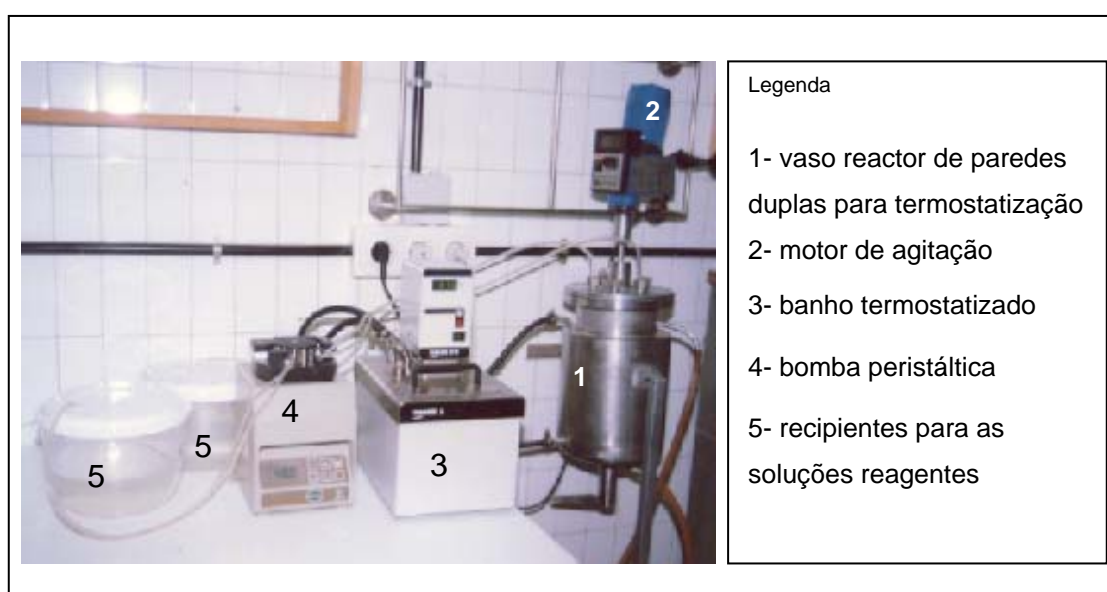 2
1
3
4
5
5
Legenda
1- vaso reactor de paredes
duplas para termostatização
2- motor de agitação
3- banho termostatizado
4- bomba peristáltica
5- recipientes para as
soluções reagentes